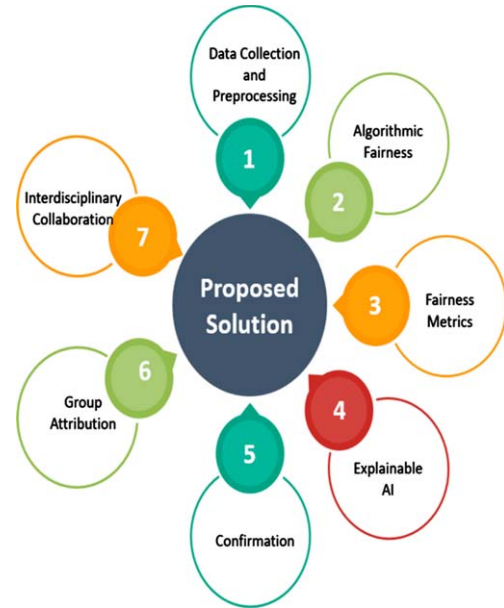 Data Collection
and
Preprocessing
1
Algorithmic
Fairness
2
Fairness
Metrics
3
Explainable
AI
4
Confirmation
5
Group
Attribution
6
Interdisciplinary
Collaboration
7
Proposed
Solution